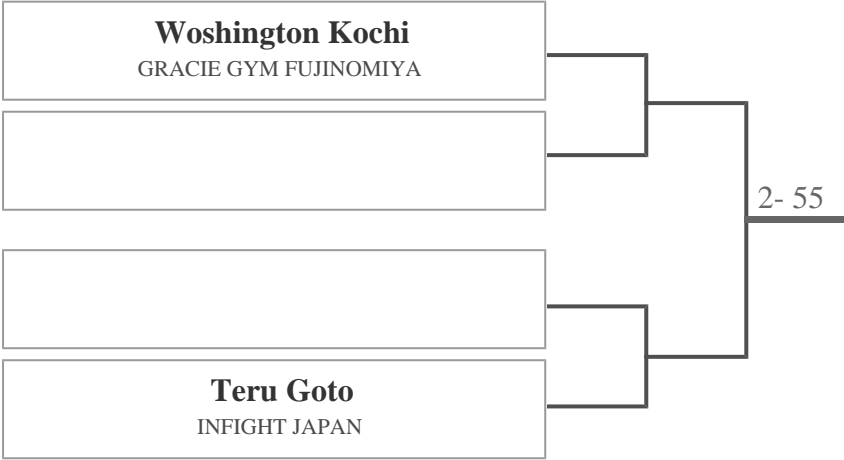 Woshington Kochi
GRACIE GYM FUJINOMIYA
2- 55
Teru Goto
INFIGHT JAPAN